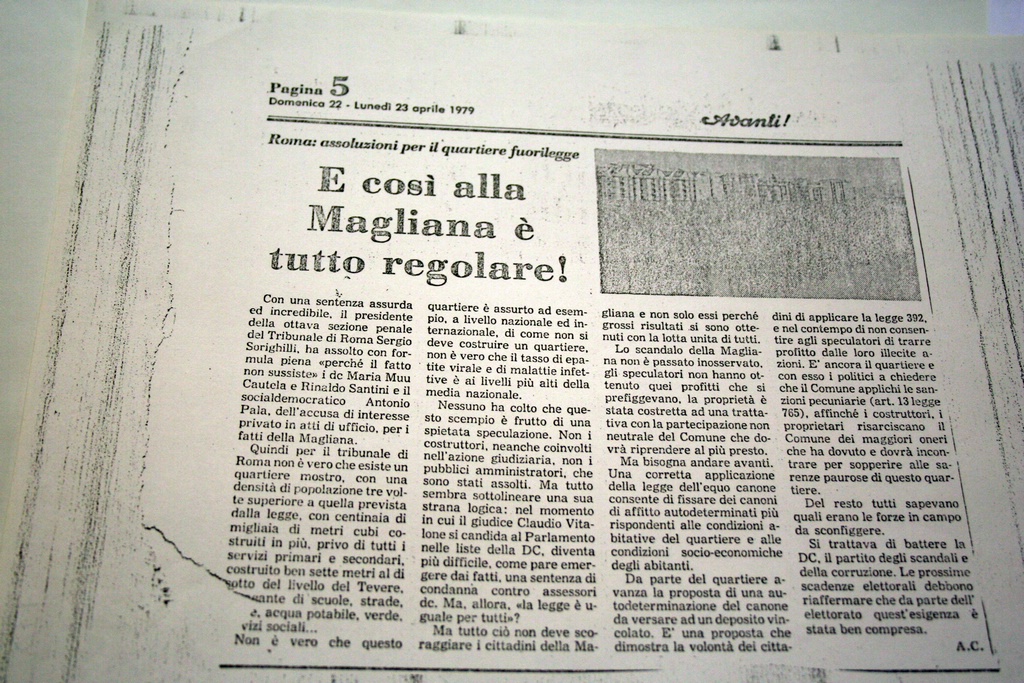 Pagina 5
Domenica 22 - Lunedì 23 aprile 1979
Avanti!
Roma: assoluzioni per il quartiere fuorilegge
E così alla
Magliana è
tutto regolare!
Con una sentenza assurda
ed incredibile, il presidente
della ottava sezione penale
del Tribunale di Roma Sergio
Sorighilli, ha assolto con for-
mula piena «perché il fatto
non sussiste» i dc Maria Muu
Cautela e Rinaldo Santini e il
socialdemocratico Antonio
Pala, dell'accusa di interesse
privato in atti di ufficio, per i
fatti della Magliana.
Quindi per il tribunale di
Roma non è vero che esiste un
quartiere mostro, con una
densità di popolazione tre vol-
te superiore a quella prevista
dalla legge, con centinaia di
migliaia di metri cubi co-
struiti in più, privo di tutti i
servizi primari e secondari,
costruito ben sette metri al di
sotto del livello del Tevere,
di scuole, strade,
acqua potabile, verde,
vizi sociali...
Non è vero che questo
quartiere è assurto ad esem-
pio, a livello nazionale ed in-
ternazionale, di come non si
deve costruire un quartiere,
non è vero che il tasso di epa-
tite virale e di malattie infet-
tive è ai livelli più alti della
media nazionale.
Nessuno ha colto che que-
sto scempio è frutto di una
spietata speculazione. Non i
costruttori, neanche coinvolti
nell'azione giudiziaria, non i
pubblici amministratori, che
sono stati assolti. Ma tutto
sembra sottolineare una sua
strana logica: nel momento
in cui il giudice Claudio Vita-
lone si candida al Parlamento
nelle liste della DC, diventa
più difficile, come pare emer-
gere dai fatti, una sentenza di
condanna contro assessori
dc. Ma, allora, «la legge è u-
guale per tutti»?
Ma tutto ciò non deve sco-
raggiare i cittadini della Ma-
gliana e non solo essi perché
grossi risultati si sono otte-
nuti con la lotta unita di tutti.
Lo scandalo della Maglia-
na non è passato inosservato,
gli speculatori non hanno ot-
tenuto quei profitti che si
prefiggevano, la proprietà è
stata costretta ad una tratta-
tiva con la partecipazione non
neutrale del Comune che do-
vrà riprendere al più presto.
Ma bisogna andare avanti.
Una corretta applicazione
della legge dell'equo canone
consente di fissare dei canoni
di affitto autodeterminati più
rispondenti alle condizioni a-
bitative del quartiere e alle
condizioni socio-economiche
degli abitanti.
Da parte del quartiere a-
vanza la proposta di una au-
todeterminazione del canone
da versare ad un deposito vin-
colato. E' una proposta che
dimostra la volontà dei citta-
dini di applicare la legge 392,
e nel contempo di non consen-
tire agli speculatori di trarre
profitto dalle loro illecite a-
zioni. E' ancora il quartiere e
con esso i politici a chiedere
che il Comune applichi le san-
zioni pecuniarie (art. 13 legge
765), affinché i costruttori, i
proprietari risarciscano il
Comune dei maggiori oneri
che ha dovuto e dovrà incon-
trare per sopperire alle sa-
renze paurose di questo quar-
tiere.
Del resto tutti sapevano
quali erano le forze in campo
da sconfiggere.
Si trattava di battere la
DC, il partito degli scandali e
della corruzione. Le prossime
scadenze elettorali debbono
riaffermare che da parte dell'
elettorato quest'esigenza è
stata ben compresa.
A.C.